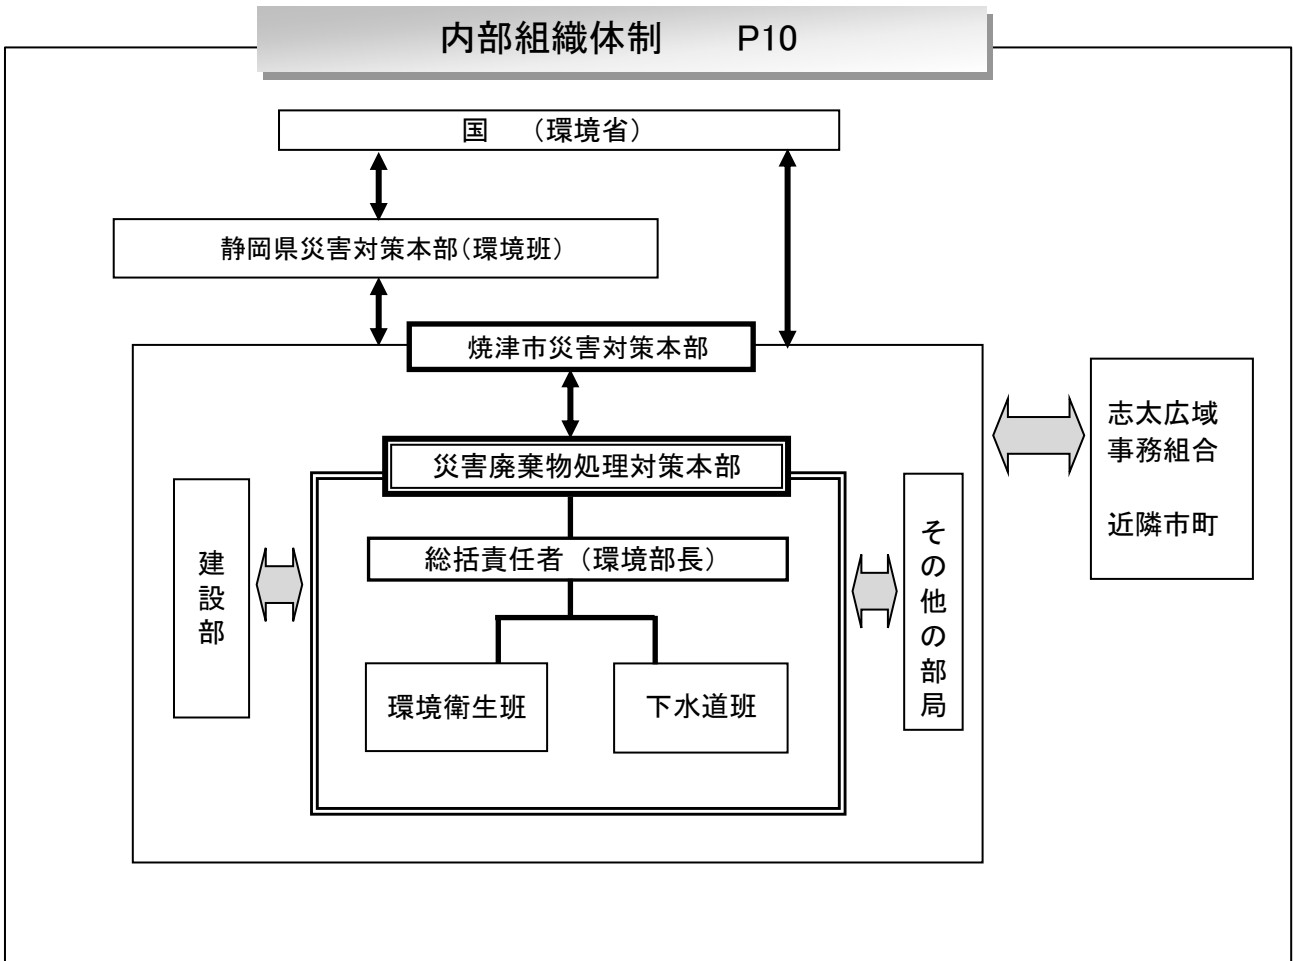 内部組織体制　　P10
国　（環境省）
静岡県災害対策本部（環境班）
焼津市災害対策本部
災害廃棄物処理対策本部
総括責任者（環境部長）
環境衛生班
下水道班
建設部
その他の部局
志太広域
事務組合
近隣市町